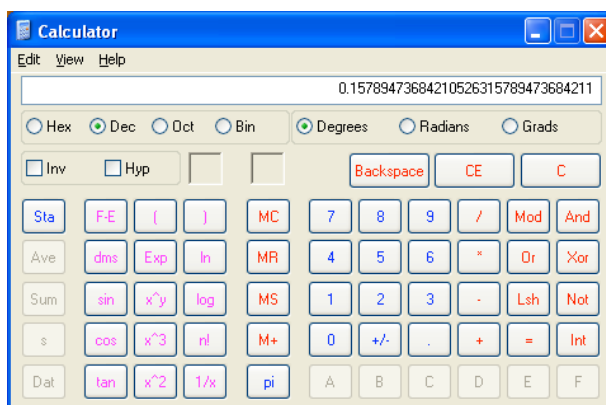 Calculator
Edit View Help
0.15789473684210526315789473684211
Hex Dec Oct Bin Degrees Radians Grads
Inv Hyp Backspace CE C
Sta F-E ( ) MC 7 8 9 / Mod And
Ave dms Exp ln MR 4 5 6 * Or Xor
Sum sin x^y log MS 1 2 3 - Lsh Not
s cos x^3 n! M+ 0 +/- . + = Int
Dat tan x^2 1/x pi A B C D E F